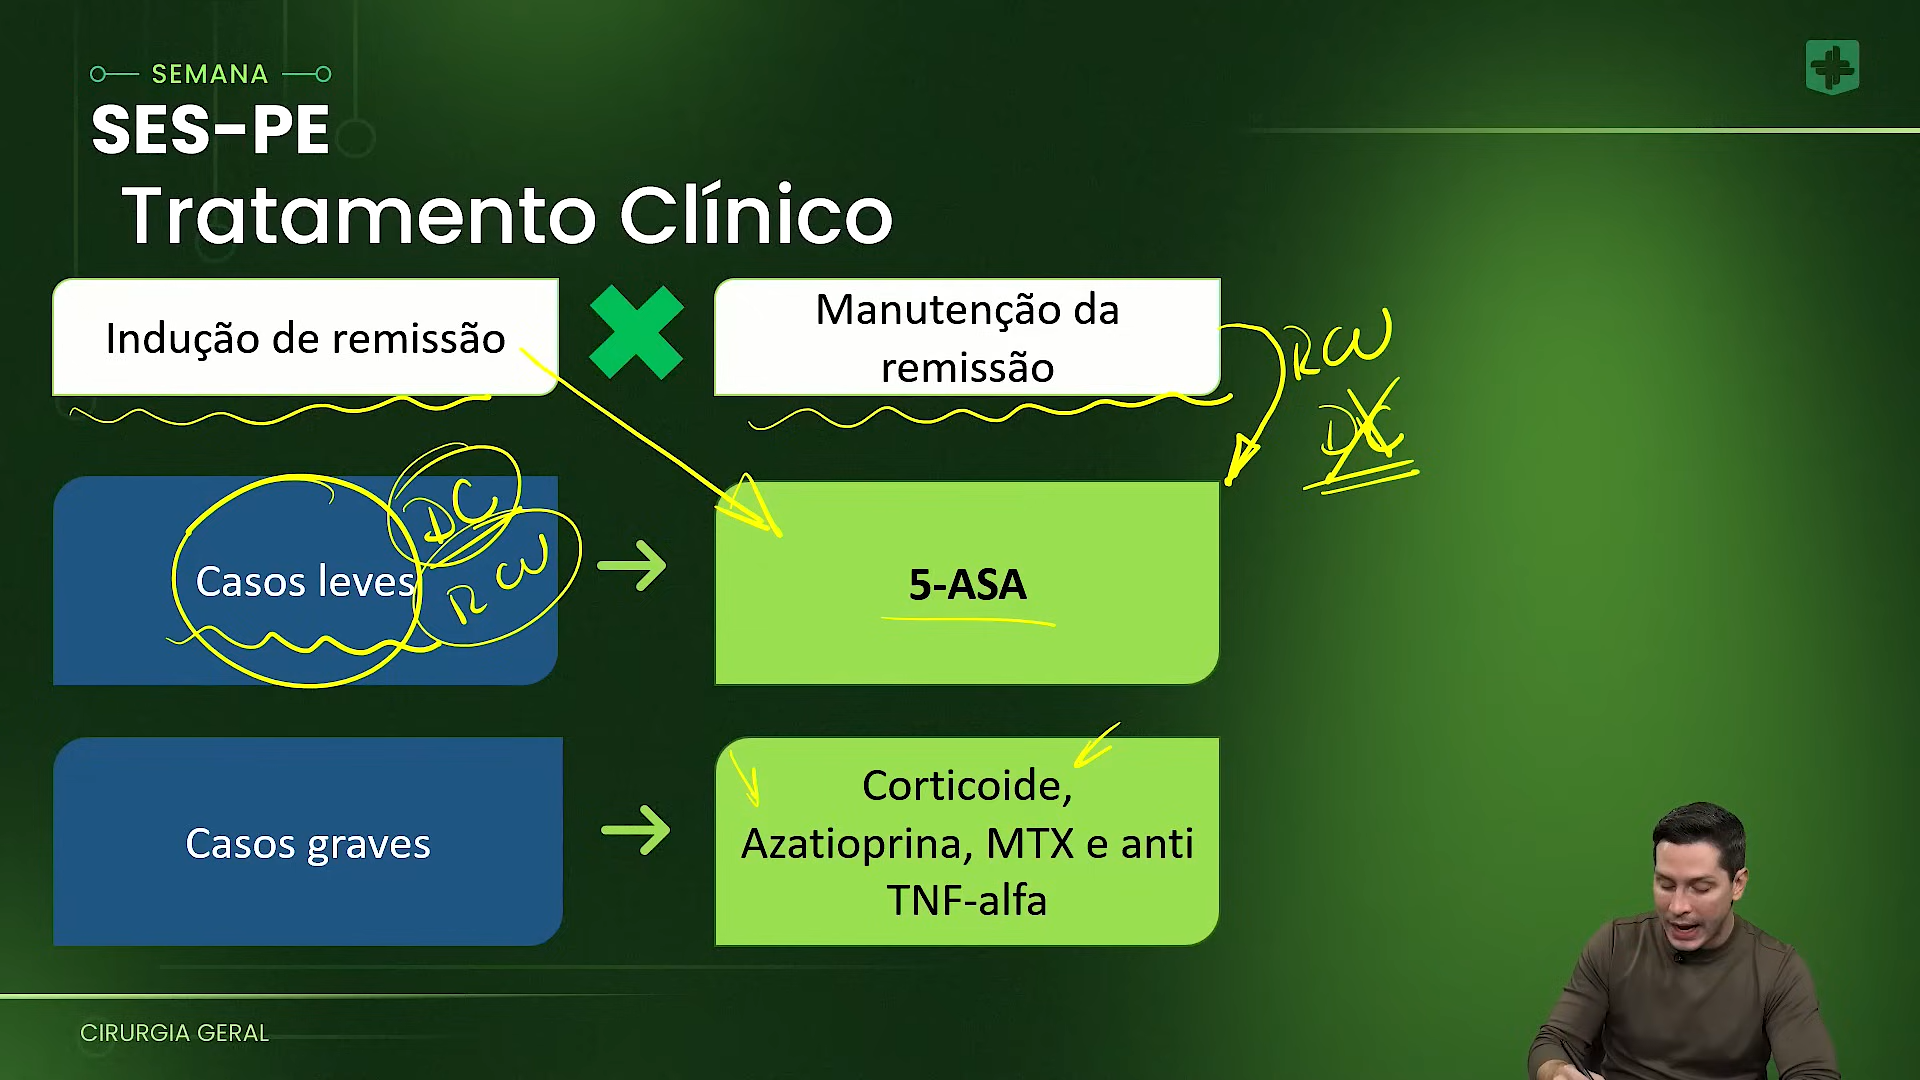 SEMANA
SES-PE
Tratamento Clínico
Indução de remissão
Manutenção da
remissão
RCU
DC
DC
RCU
Casos leves
5-ASA
Casos graves
Corticoide,
Azatioprina, MTX e anti
TNF-alfa
CIRURGIA GERAL